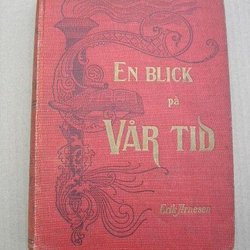 EN BLICK
på
VÅR TID
Erik Arnesen